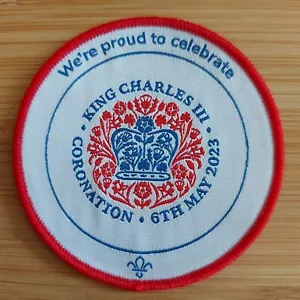 We're proud to celebrate
• KING CHARLES III •
CORONATION • 6TH MAY 2023